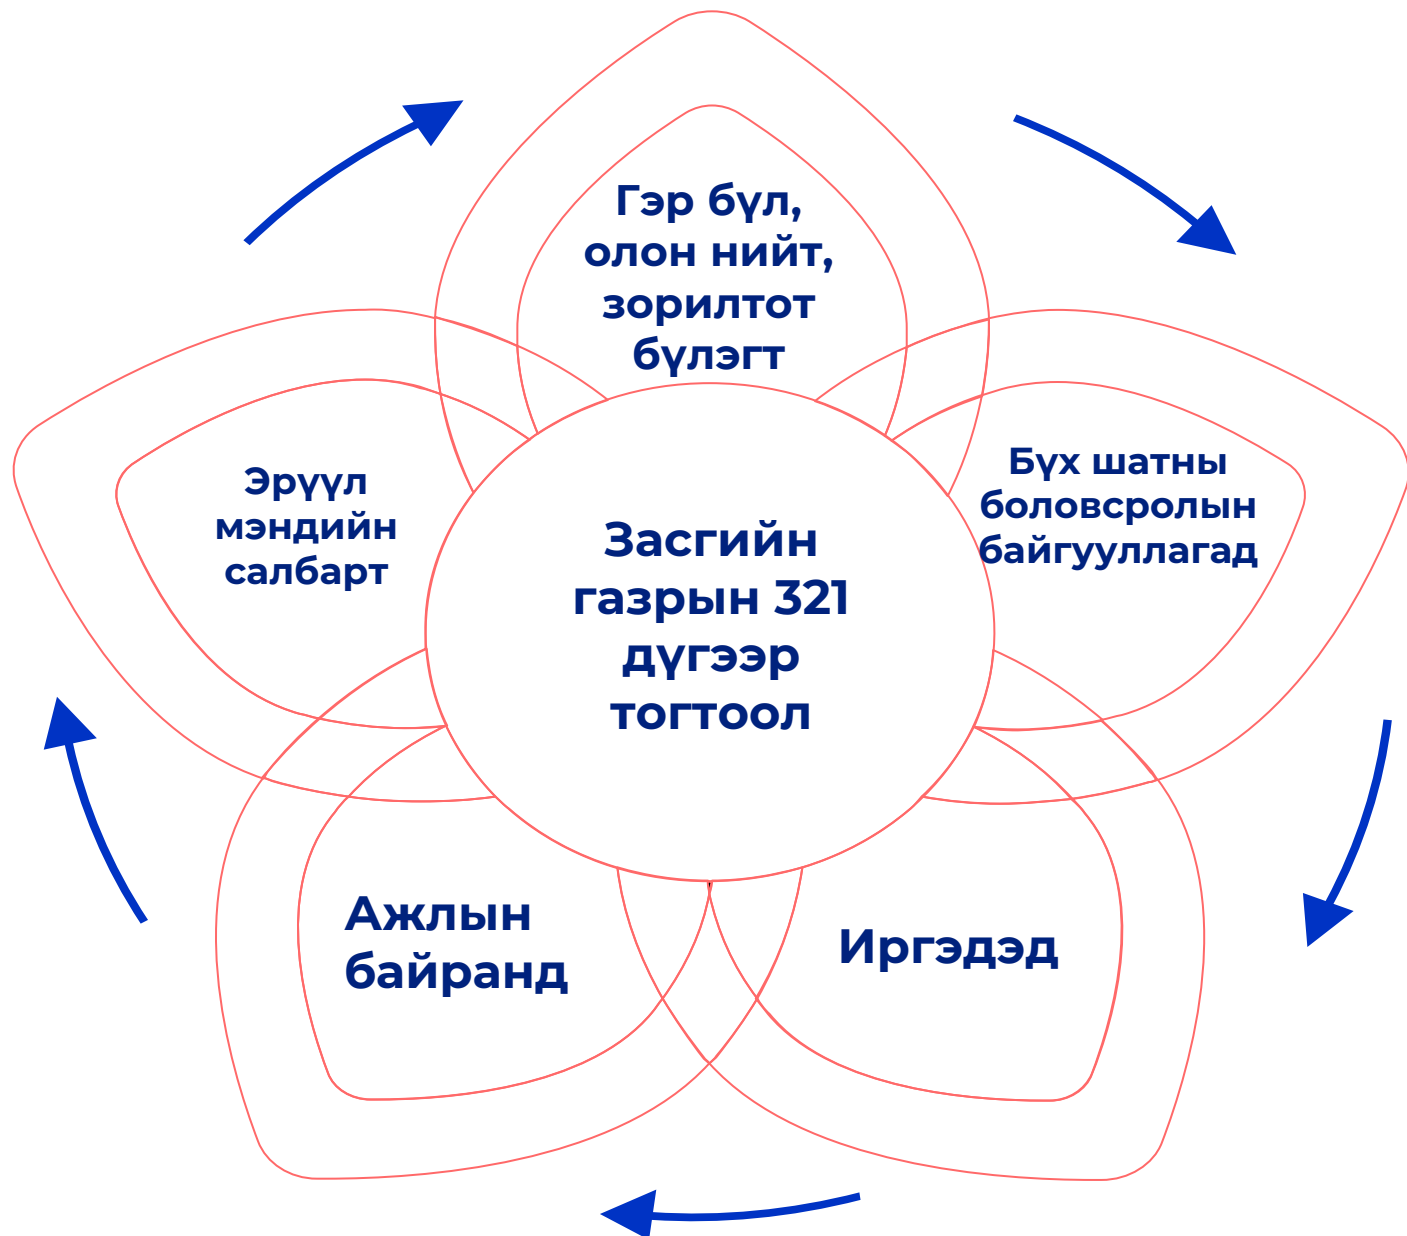 Гэр бүл,
олон нийт,
зорилтот
бүлэгт
Эрүүл
мэндийн
салбарт
Засгийн
газрын 321
дүгээр
тогтоол
Бүх шатны
боловсролын
байгууллагад
Ажлын
байранд
Иргэдэд